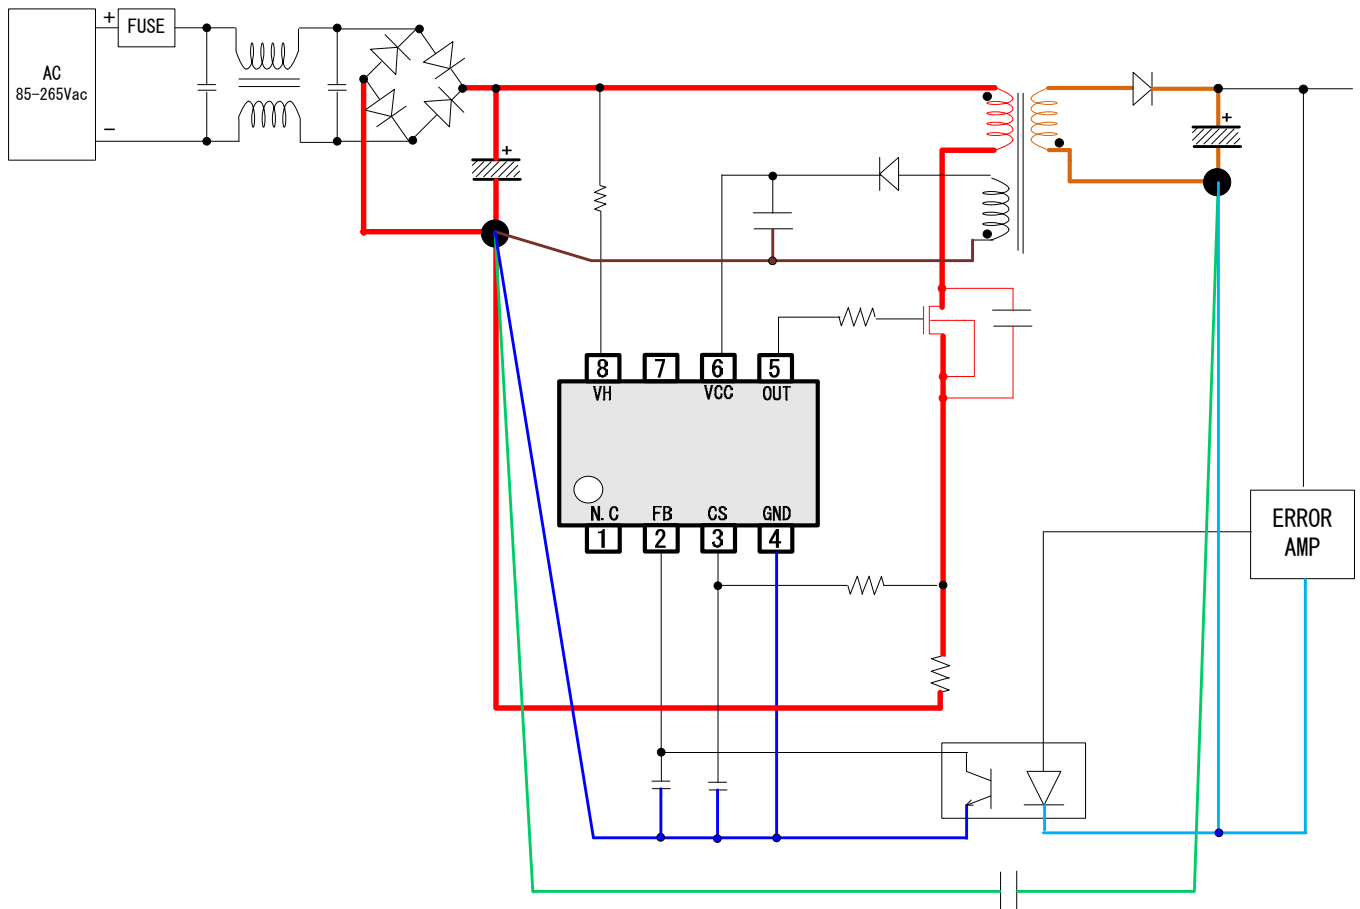 +
FUSE
AC
85-265Vac
-
+
+
8
7
6
5
VH
VCC
OUT
N.C
FB
CS
GND
1
2
3
4
ERROR
AMP